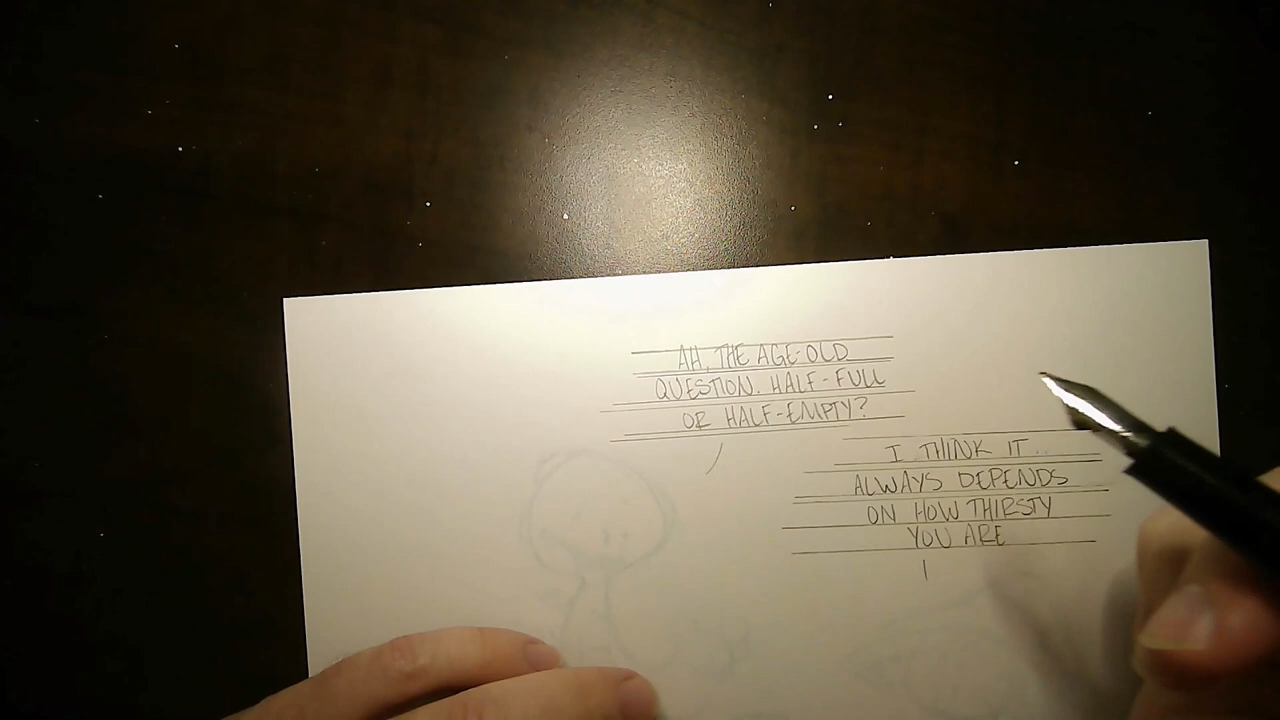 AH, THE AGE-OLD
QUESTION. HALF-FULL
OR HALF-EMPTY?
I THINK IT..
ALWAYS DEPENDS
ON HOW THIRSTY
YOU ARE